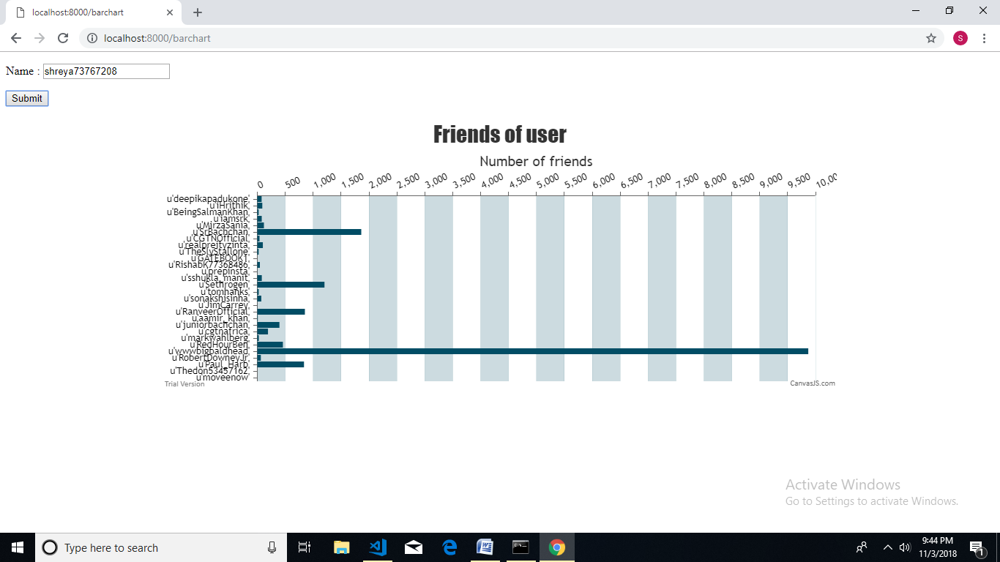 localhost:8000/barchart
localhost:8000/barchart
S
Name : shreya73767208
Submit
Friends of user
Number of friends
0 500 1,000 1,500 2,000 2,500 3,000 3,500 4,000 4,500 5,000 5,500 6,000 6,500 7,000 7,500 8,000 8,500 9,000 9,500 10,00
u'deepikapadukone'
u'iHrithik'
u'BeingSalmanKhan'
u'iamsrk'
u'MirzaSania'
u'SrBachchan'
u'CGTNOfficial'
u'realpreityzinta'
u'TheSlyStallone'
u'GATEBOOK1'
u'RishabK77368486'
u'prepinsta'
u'sshukla_manit'
u'Sethrogen'
u'tomhanks'
u'sonakshisinha'
u'JimCarrey'
u'RanveerOfficial'
u'aamir_khan'
u'juniorbachchan'
u'cgtnafrica'
u'markwahlberg'
u'RedHourBen'
u'wwwbigbaldhead'
u'RobertDowneyJr'
u'Paul_Harb'
u'Thedon53457162'
u'moveenow'
Trial Version
CanvasJS.com
Activate Windows
Go to Settings to activate Windows.
Type here to search
9:44 PM
11/3/2018
1